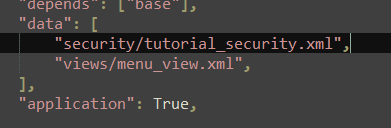 "depends": ["base"],
"data": [
"security/tutorial_security.xml",
"views/menu_view.xml",
],
"application": True,